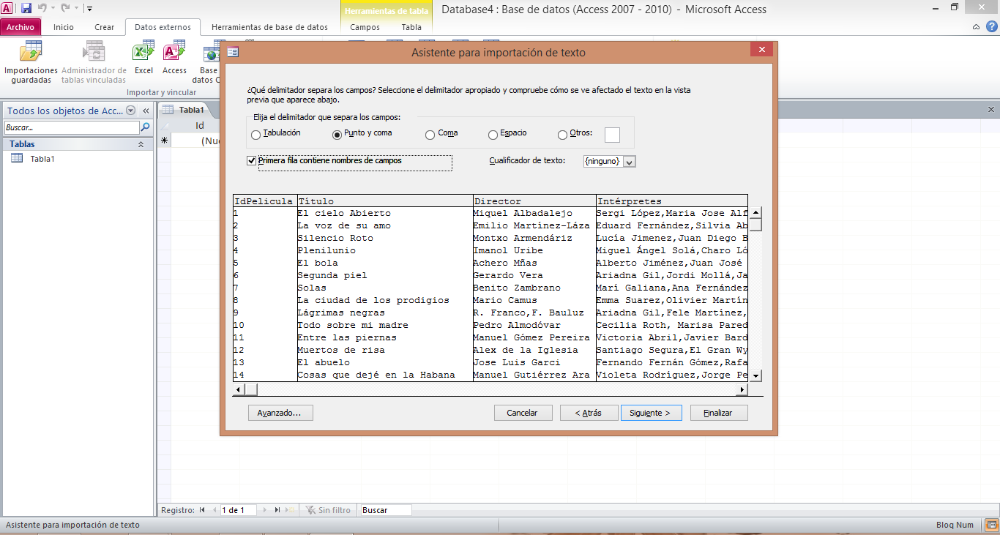 Herramientas de tabla
Database4 : Base de datos (Access 2007 - 2010) - Microsoft Access
Archivo Inicio Crear Datos externos Herramientas de base de datos Campos Tabla
Importaciones guardadas
Administrador de tablas vinculadas
Excel
Access
Base
datos
Importar y vincular
Asistente para importación de texto
¿Qué delimitador separa los campos? Seleccione el delimitador apropiado y compruebe cómo se ve afectado el texto en la vista
previa que aparece abajo.
Elija el delimitador que separa los campos:
Tabulación Punto y coma Coma Espacio Otros:
Primera fila contiene nombres de campos Cualificador de texto: {ninguno}
IdPelicula Título Director Intérpretes
1 El cielo Abierto Miquel Albadalejo Sergi López,Maria Jose Alf
2 La voz de su amo Emilio Martínez-Láza Eduard Fernández,Silvia Ab
3 Silencio Roto Montxo Armendáriz Lucía Jimenez,Juan Diego B
4 Plenilunio Imanol Uribe Miguel Ángel Solá,Charo Ló
5 El bola Achero Mñas Alberto Jiménez,Juan José
6 Segunda piel Gerardo Vera Ariadna Gil,Jordi Mollá,Ja
7 Solas Benito Zambrano Marí Galiana,Ana Fernández
8 La ciudad de los prodigios Mario Camus Emma Suarez,Olivier Martín
9 Lágrimas negras R. Franco,F. Bauluz Ariadna Gil,Fele Martínez,
10 Todo sobre mi madre Pedro Almodóvar Cecilia Roth, Marisa Pared
11 Entre las piernas Manuel Gómez Pereira Victoria Abril,Javier Bard
12 Muertos de risa Alex de la Iglesia Santiago Segura,El Gran Wy
13 El abuelo Jose Luis Garci Fernando Fernán Gómez,Rafa
14 Cosas que dejé en la Habana Manuel Gutiérrez Ara Violeta Rodríguez,Jorge Pe
Avanzado... Cancelar < Atrás Siguiente > Finalizar
Todos los objetos de Acc... «
Buscar...
Tablas
Tabla1
Tabla1
Id
* (Nu
Registro: 1 de 1 Sin filtro Buscar
Asistente para importación de texto Bloq Num